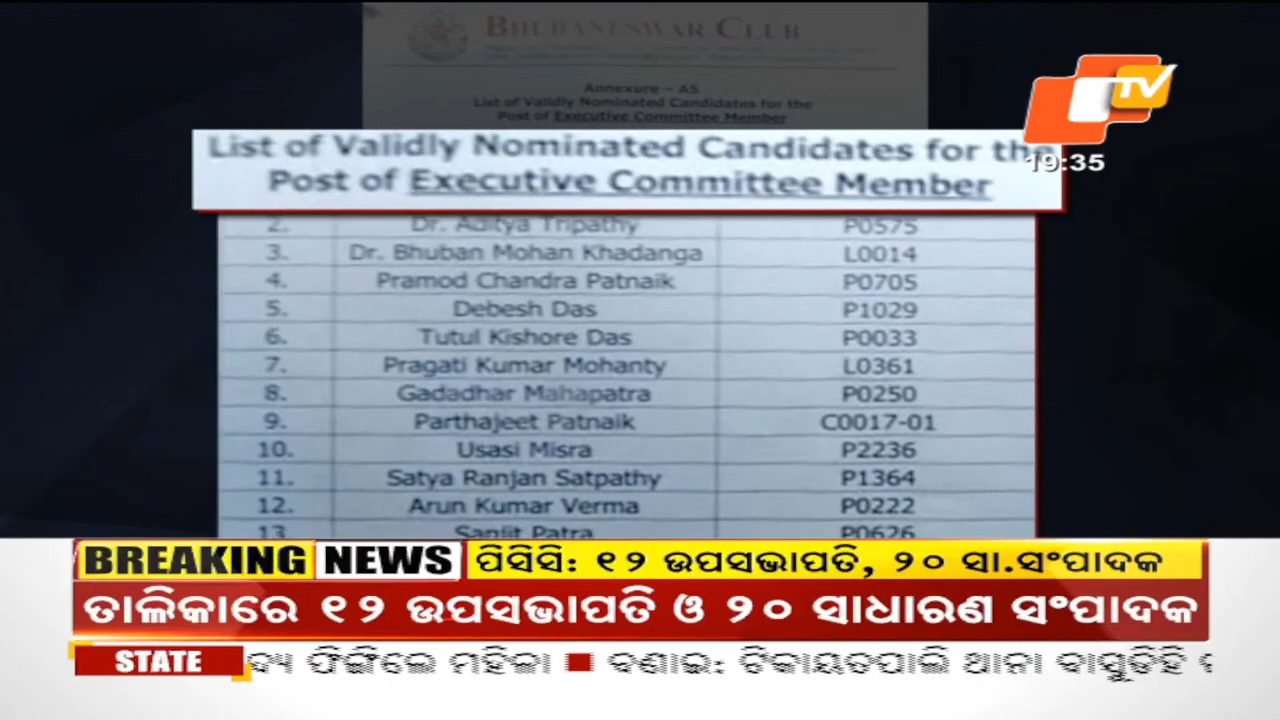 BHUBANESWAR CLUB
Annexure – A5
List of Validly Nominated Candidates for the
Post of Executive Committee Member
TV
19:35
List of Validly Nominated Candidates for the
Post of Executive Committee Member
2. Dr. Aditya Tripathy P0575
3. Dr. Bhuban Mohan Khadanga L0014
4. Pramod Chandra Patnaik P0705
5. Debesh Das P1029
6. Tutul Kishore Das P0033
7. Pragati Kumar Mohanty L0361
8. Gadadhar Mahapatra P0250
9. Parthajeet Patnaik C0017-01
10. Usasi Misra P2236
11. Satya Ranjan Satpathy P1364
12. Arun Kumar Verma P0222
13. Sanjit Patra P0626
BREAKING NEWS ପିସିସି: ୧୨ ଉପସଭାପତି, ୨୦ ସା.ସଂପାଦକ
ତାଲିକାରେ ୧୨ ଉପସଭାପତି ଓ ୨୦ ସାଧାରଣ ସଂପାଦକ
STATE ଫିଙ୍ଗିଲେ ମହିଳା ■ ବଣାଇ: ଟିକାୟତପାଲି ଥାନା